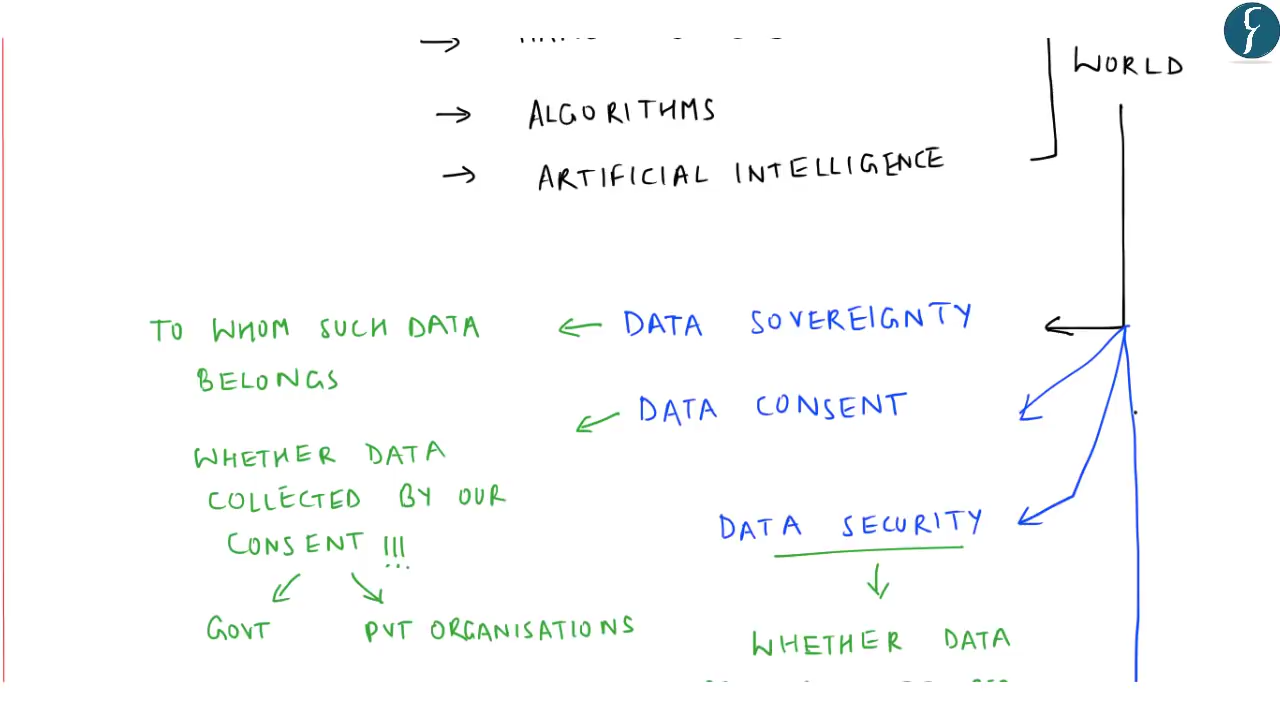 WORLD
→ ALGORITHMS
→ ARTIFICIAL INTELLIGENCE
TO WHOM SUCH DATA ← DATA SOVEREIGNTY ←
BELONGS
DATA CONSENT
WHETHER DATA
COLLECTED BY OUR
CONSENT !!!
DATA SECURITY
GOVT PVT ORGANISATIONS
WHETHER DATA